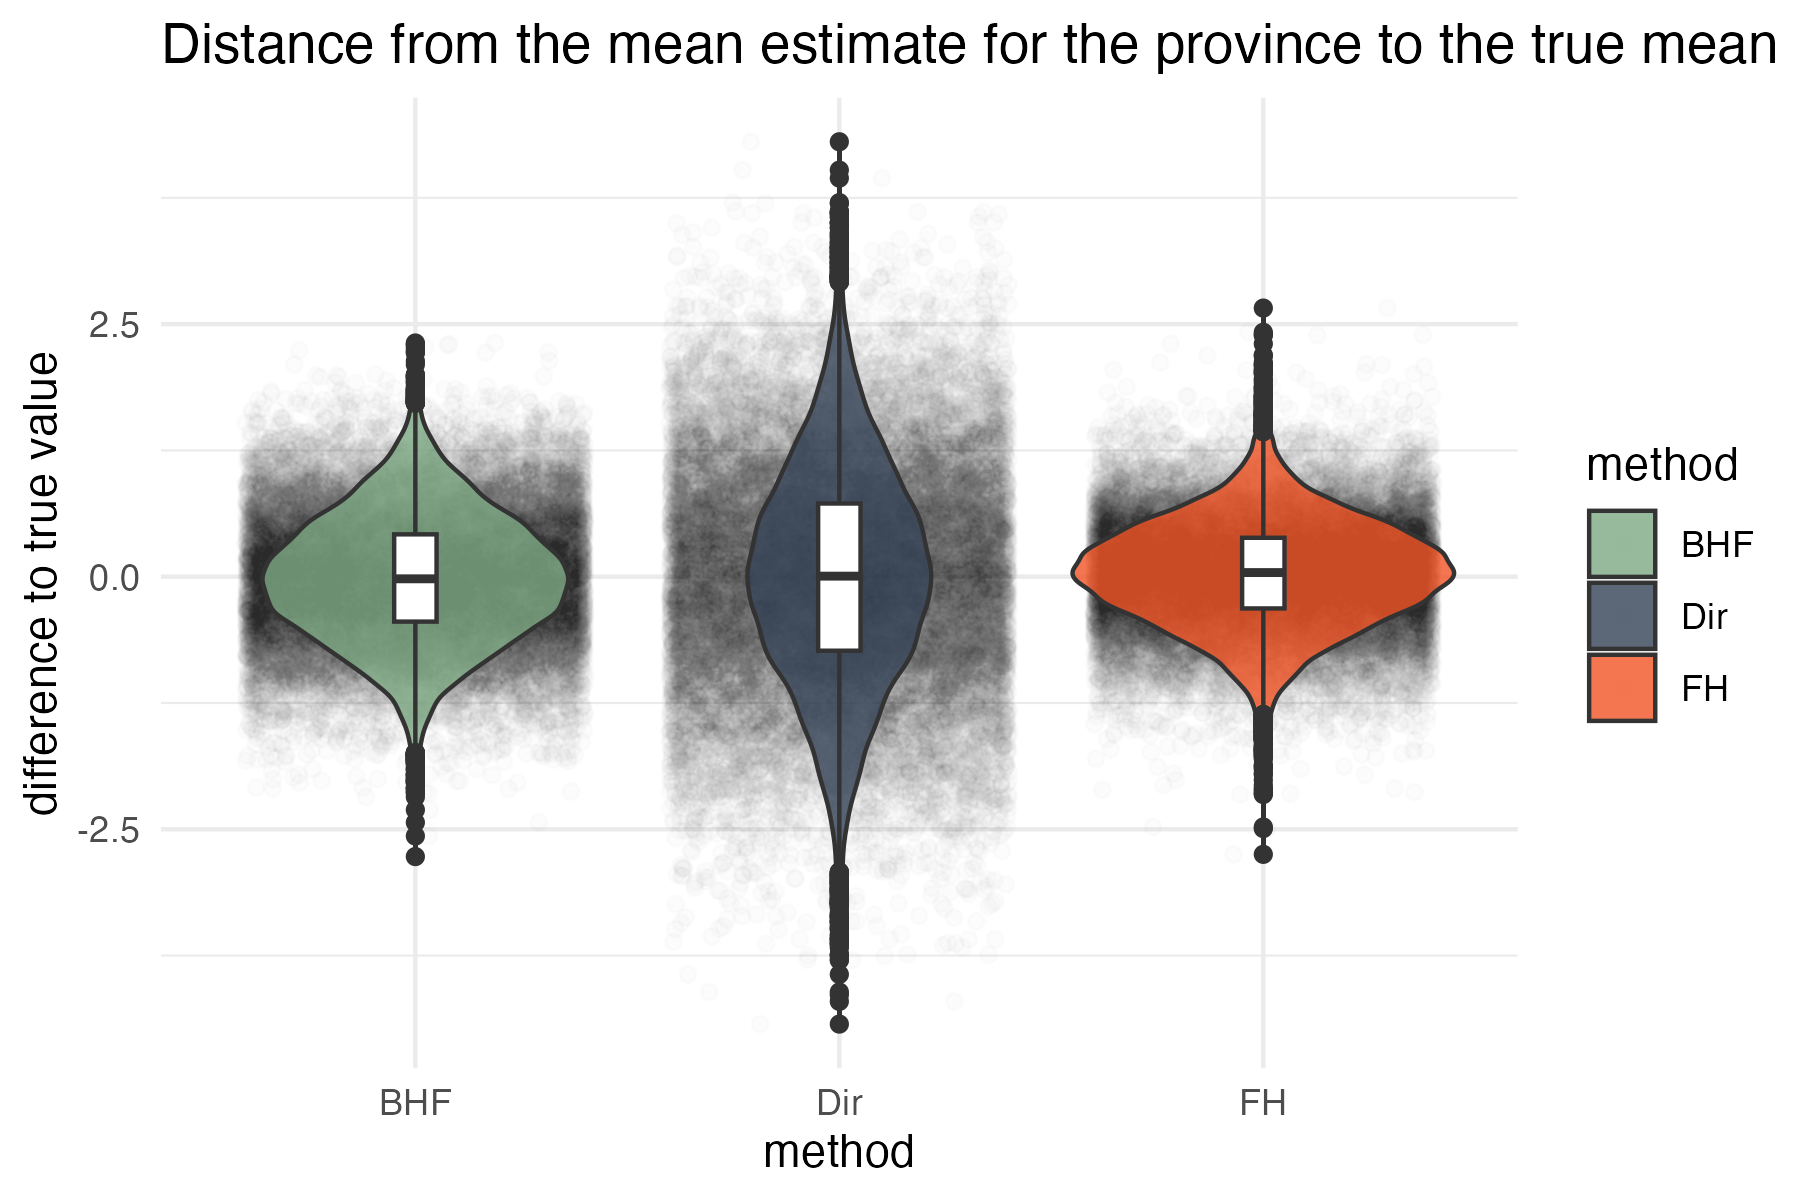 Distance from the mean estimate for the province to the true mean
difference to true value
2.5
0.0
-2.5
BHF
Dir
FH
method
method
BHF
Dir
FH